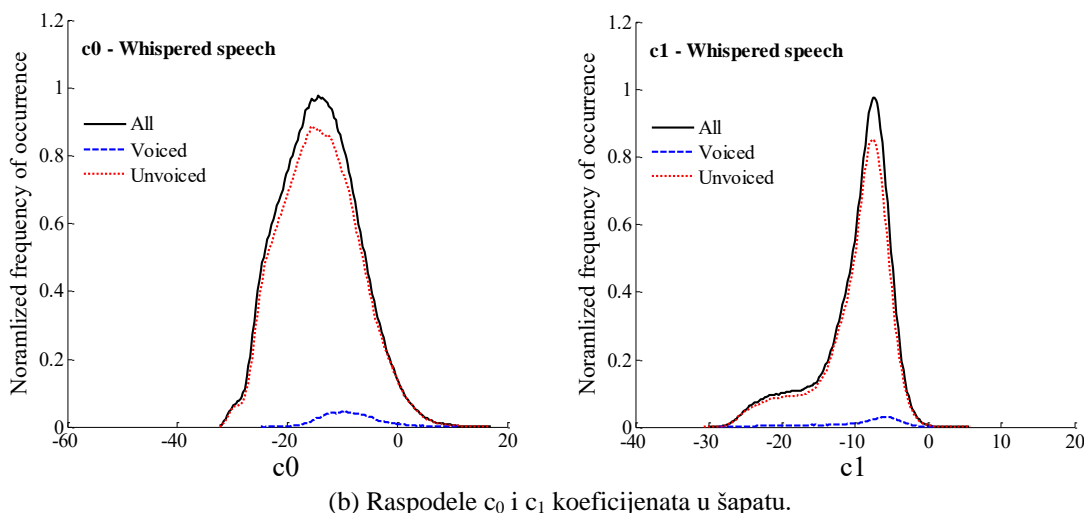 c0 - Whispered speech
All
Voiced
Unvoiced
Noramlized frequency of occurrence
1.2
1
0.8
0.6
0.4
0.2
0
-60
-40
-20
0
20
c0
c1 - Whispered speech
All
Voiced
Unvoiced
Noramlized frequency of occurrence
1.2
1
0.8
0.6
0.4
0.2
0
-40
-30
-20
-10
0
10
20
c1
(b) Raspodele c₀ i c₁ koeficijenata u šapatu.